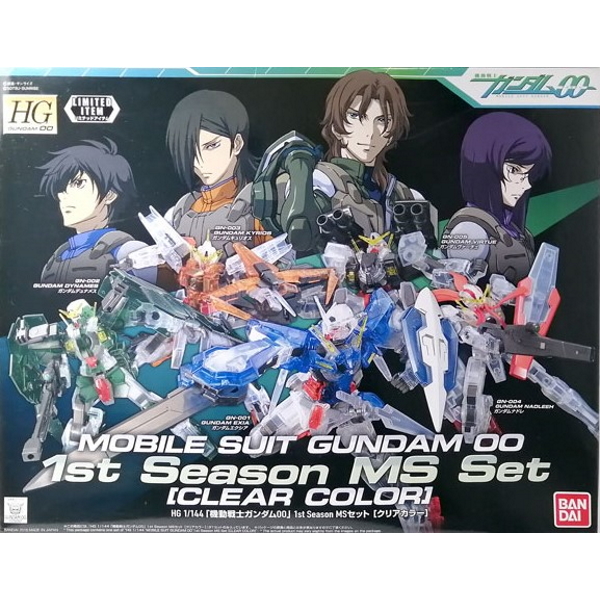 HG
GUNDAM 00
LIMITED
ITEM
リミテッドアイテム
機動戦士
ガンダム00
GN-003
GUNDAM KYRIOS
ガンダムキュリオス
GN-005
GUNDAM VIRTUE
ガンダムヴァーチェ
GN-002
GUNDAM DYNAMES
ガンダムデュナメス
GN-001
GUNDAM EXIA
ガンダムエクシア
GN-004
GUNDAM NADLEEH
ガンダムナドレ
MOBILE SUIT GUNDAM 00
1st Season MS Set
[CLEAR COLOR]
HG 1/144「機動戦士ガンダム00」1st Season MSセット［クリアカラー］
BAN
DAI